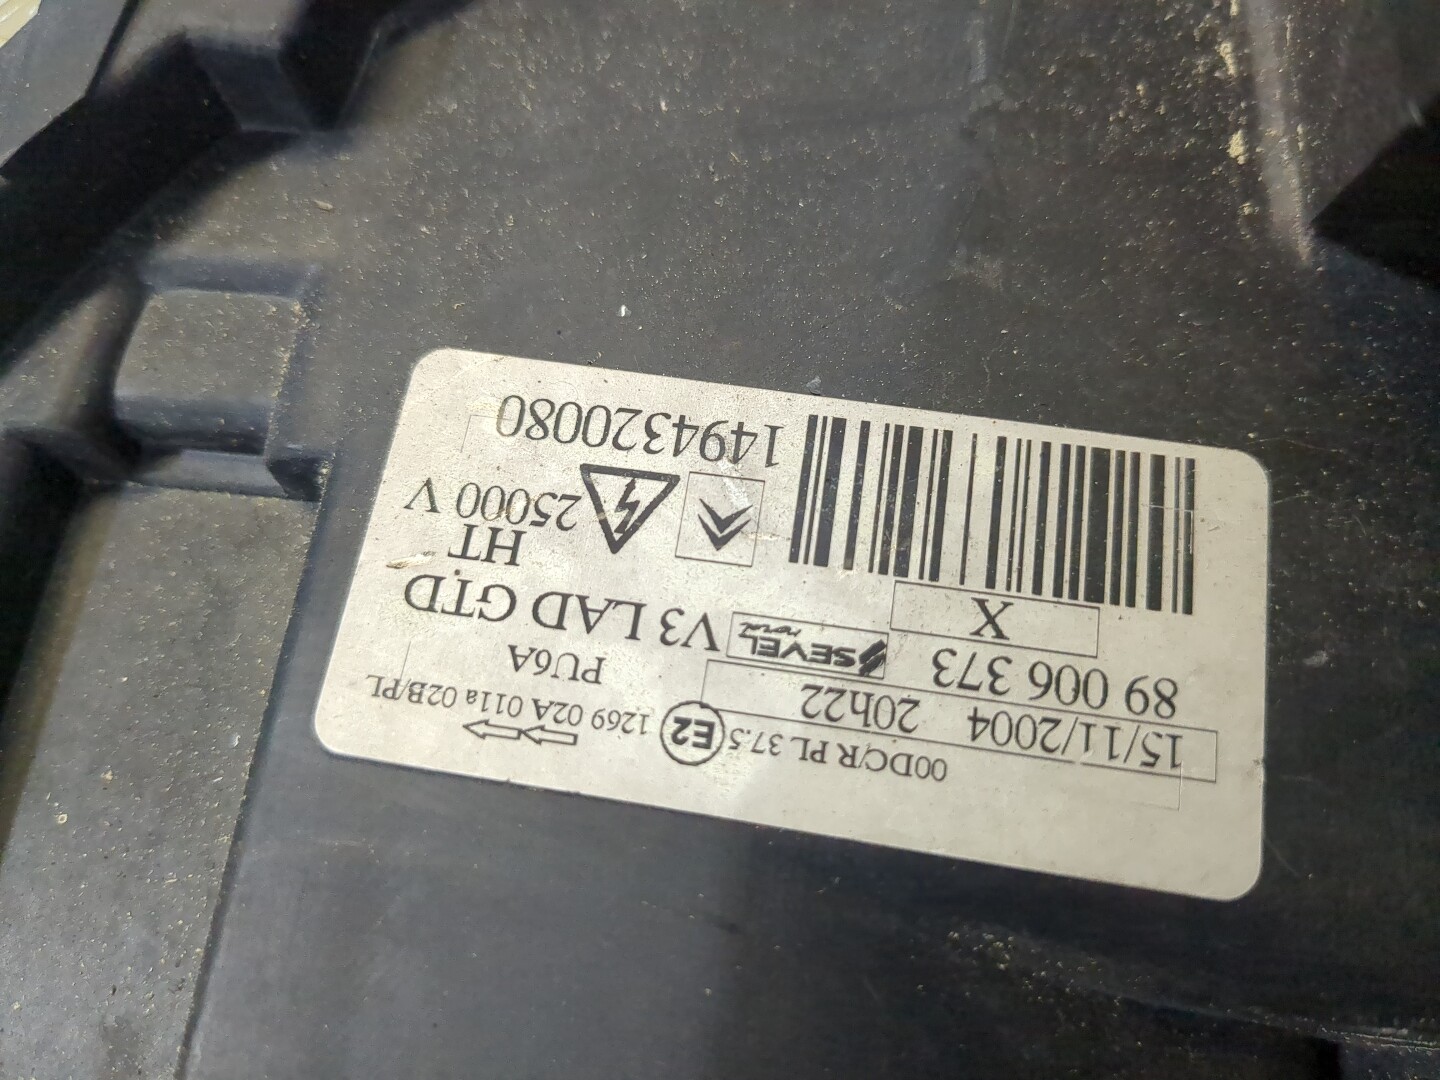 00DC/R PL 37.5 E2 1269 02A 011a 02B/PL
15/11/2004 20h22
PU6A
89 006 373
SEVEL
V3 LAD GTD
X
HT
25000 V
1494320080